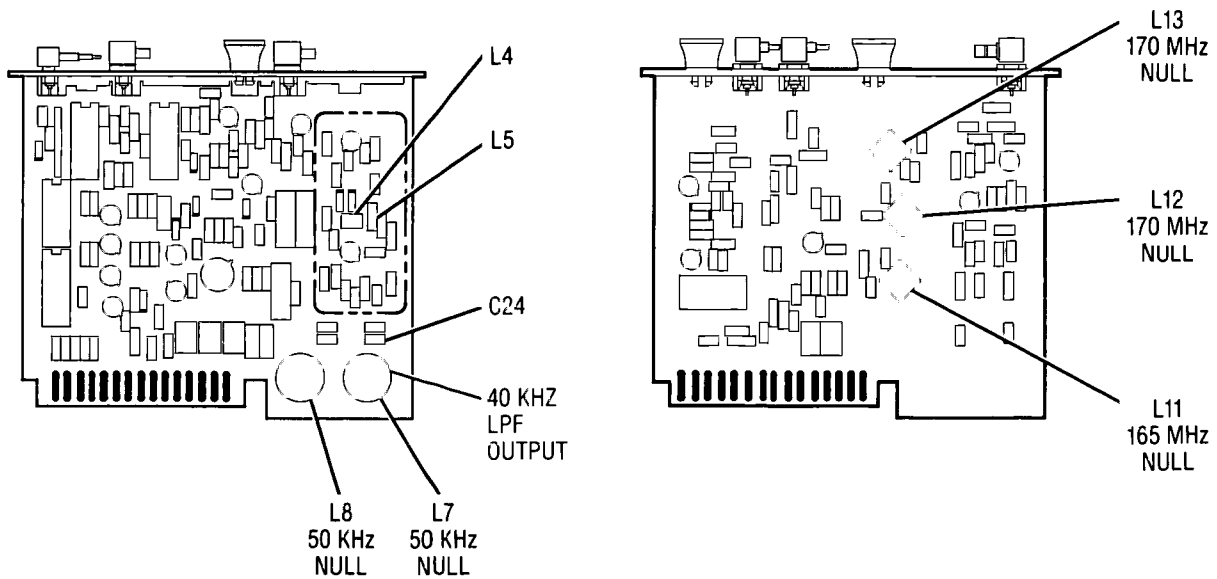 L4
L5
C24
40 KHZ
LPF
OUTPUT
L8
50 KHz
NULL
L7
50 KHz
NULL
L13
170 MHz
NULL
L12
170 MHz
NULL
L11
165 MHz
NULL